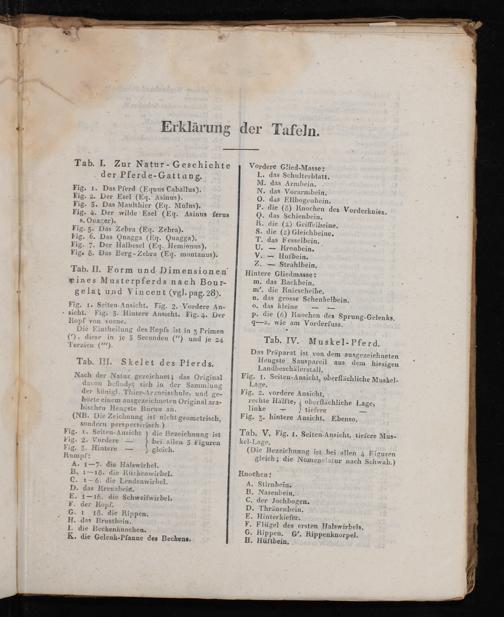 Erklärung der Tafeln.
Tab. I. Zur Natur-Geschichte
der Pferde-Gattung.
Fig. 1. Das Pferd (Equus Caballus).
Fig. 2. Der Esel (Eq. Asinus).
Fig. 3. Das Maulthier (Eq. Mulus).
Fig. 4. Der wilde Esel (Eq. Asinus ferus
s. Onager).
Fig. 5. Das Zebra (Eq. Zebra).
Fig. 6. Das Quagga (Eq. Quagga).
Fig. 7. Der Halbesel (Eq. Hemionus).
Fig. 8. Das Berg-Zebra (Eq. montanus).
Tab. II. Form und Dimensionen
eines Musterpferds nach Bour-
gelat und Vincent (vgl. pag. 28).
Fig. 1. Seiten-Ansicht. Fig. 2. Vordere An-
sicht. Fig. 3. Hintere Ansicht. Fig. 4. Der
Kopf von vorne.
Die Eintheilung des Kopfs ist in 3 Primen
('), diese in je 3 Secunden ('') und je 24
Terzien (''').
Tab. III. Skelet des Pferds.
Nach der Natur gezeichnet; das Original
davon befindet sich in der Sammlung
der königl. Thier-Arzneischule, und ge-
hörte einem ausgezeichneten Original ara-
bischen Hengste Burnu an.
(NB. Die Zeichnung ist nicht geometrisch,
sondern perspectivisch.)
Fig. 1. Seiten-Ansicht } die Bezeichnung ist
Fig. 2. Vordere — } bei allen 3 Figuren
Fig. 3. Hintere — } gleich.
Rumpf:
A. 1—7. die Halswirbel.
B. 1—18. die Rückenwirbel.
C. 1—6. die Lendenwirbel.
D. das Kreuzbein.
E. 1—16. die Schweifwirbel.
F. der Kopf.
G. 1—18. die Rippen.
H. das Brustbein.
I. die Beckenknochen.
K. die Gelenk-Pfanne des Beckens.
Vordere Glied-Masse:
L. das Schulterblatt.
M. das Armbein.
N. das Vorarmbein.
O. das Ellbogenbein.
P. die (8) Knochen des Vorderknies.
Q. das Schienbein.
R. die (2) Griffelbeine.
S. die (2) Gleichbeine.
T. das Fesselbein.
U. — Kronbein.
V. — Hufbein.
Z. — Strahlbein.
Hintere Gliedmasse:
m. das Backbein.
m'. die Kniescheibe.
n. das grosse Schenkelbein.
o. das kleine — —
p. die (6) Knochen des Sprung-Gelenks.
q—z. wie am Vorderfuss.
Tab. IV. Muskel-Pferd.
Das Präparat ist von dem ausgezeichneten
Hengste Sanspareil aus dem hiesigen
Landbeschälerstall.
Fig. 1. Seiten-Ansicht, oberflächliche Muskel-
Lage.
Fig. 2. vordere Ansicht,
rechte Hälfte, } oberflächliche Lage,
linke — } tiefere —
Fig. 3. hintere Ansicht. Ebenso.
Tab. V. Fig. 1. Seiten-Ansicht, tiefere Mus-
kel-Lage.
(Die Bezeichnung ist bei allen 4 Figuren
gleich; die Nomenclatur nach Schwab.)
Knochen:
A. Stirnbein.
B. Nasenbein.
C. der Jochbogen.
D. Thränenbein.
E. Hinterkiefer.
F. Flügel des ersten Halswirbels.
G. Rippen. G'. Rippenknorpel.
H. Hüftbein.